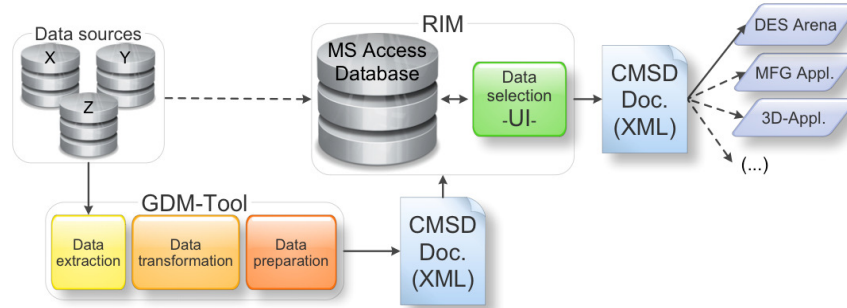 Data sources
X
Y
Z
RIM
MS Access
Database
Data
selection
-UI-
CMSD
Doc.
(XML)
DES Arena
MFG Appl.
3D-Appl.
(...)
GDM-Tool
Data
extraction
Data
transformation
Data
preparation
CMSD
Doc.
(XML)